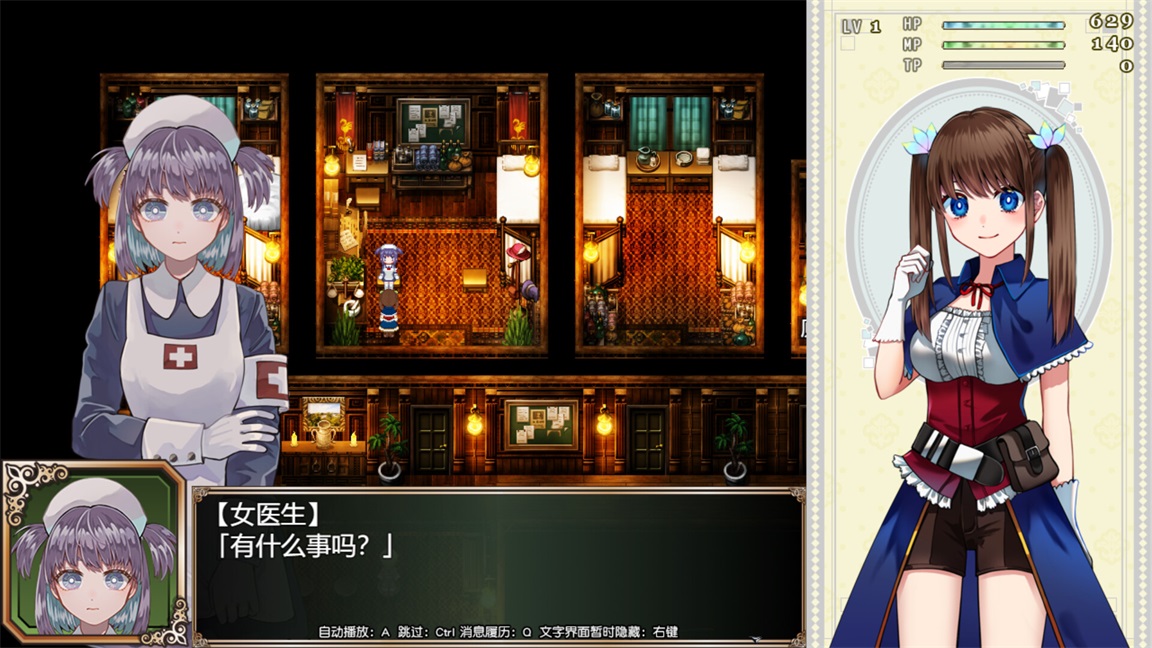 LV 1
HP 629
MP 140
TP 0
【女医生】
「有什么事吗？」
自动播放：A 跳过：Ctrl 消息履历：Q 文字界面暂时隐藏：右键